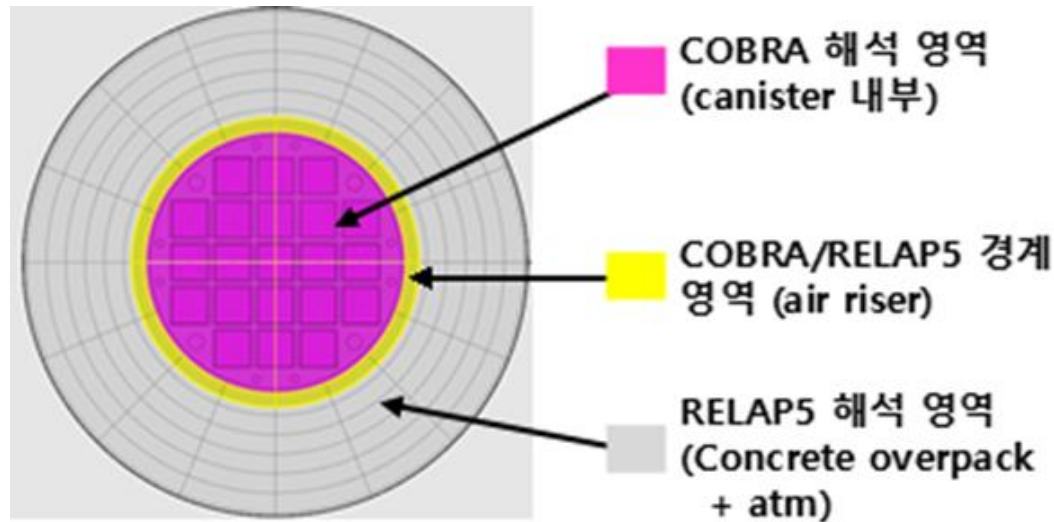 COBRA 해석 영역
(canister 내부)
COBRA/RELAP5 경계
영역 (air riser)
RELAP5 해석 영역
(Concrete overpack
+ atm)